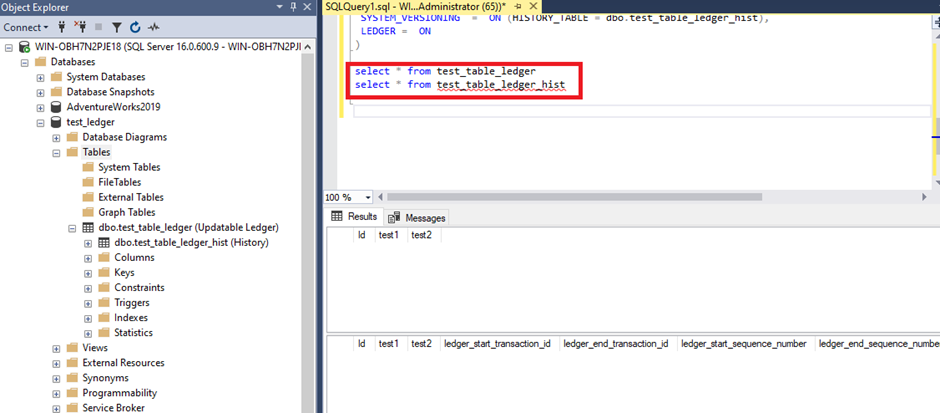 Object Explorer
Connect
WIN-OBH7N2PJE18 (SQL Server 16.0.600.9 - WIN-OBH7N2PJE
Databases
System Databases
Database Snapshots
AdventureWorks2019
test_ledger
Database Diagrams
Tables
System Tables
FileTables
External Tables
Graph Tables
dbo.test_table_ledger (Updatable Ledger)
dbo.test_table_ledger_hist (History)
Columns
Keys
Constraints
Triggers
Indexes
Statistics
Views
External Resources
Synonyms
Programmability
Service Broker
SQLQuery1.sql - WI...Administrator (65))*
SYSTEM_VERSIONING = ON (HISTORY_TABLE = dbo.test_table_ledger_hist),
LEDGER = ON
)
select * from test_table_ledger
select * from test_table_ledger_hist
100 %
Results Messages
Id test1 test2
Id test1 test2 ledger_start_transaction_id ledger_end_transaction_id ledger_start_sequence_number ledger_end_sequence_numbe